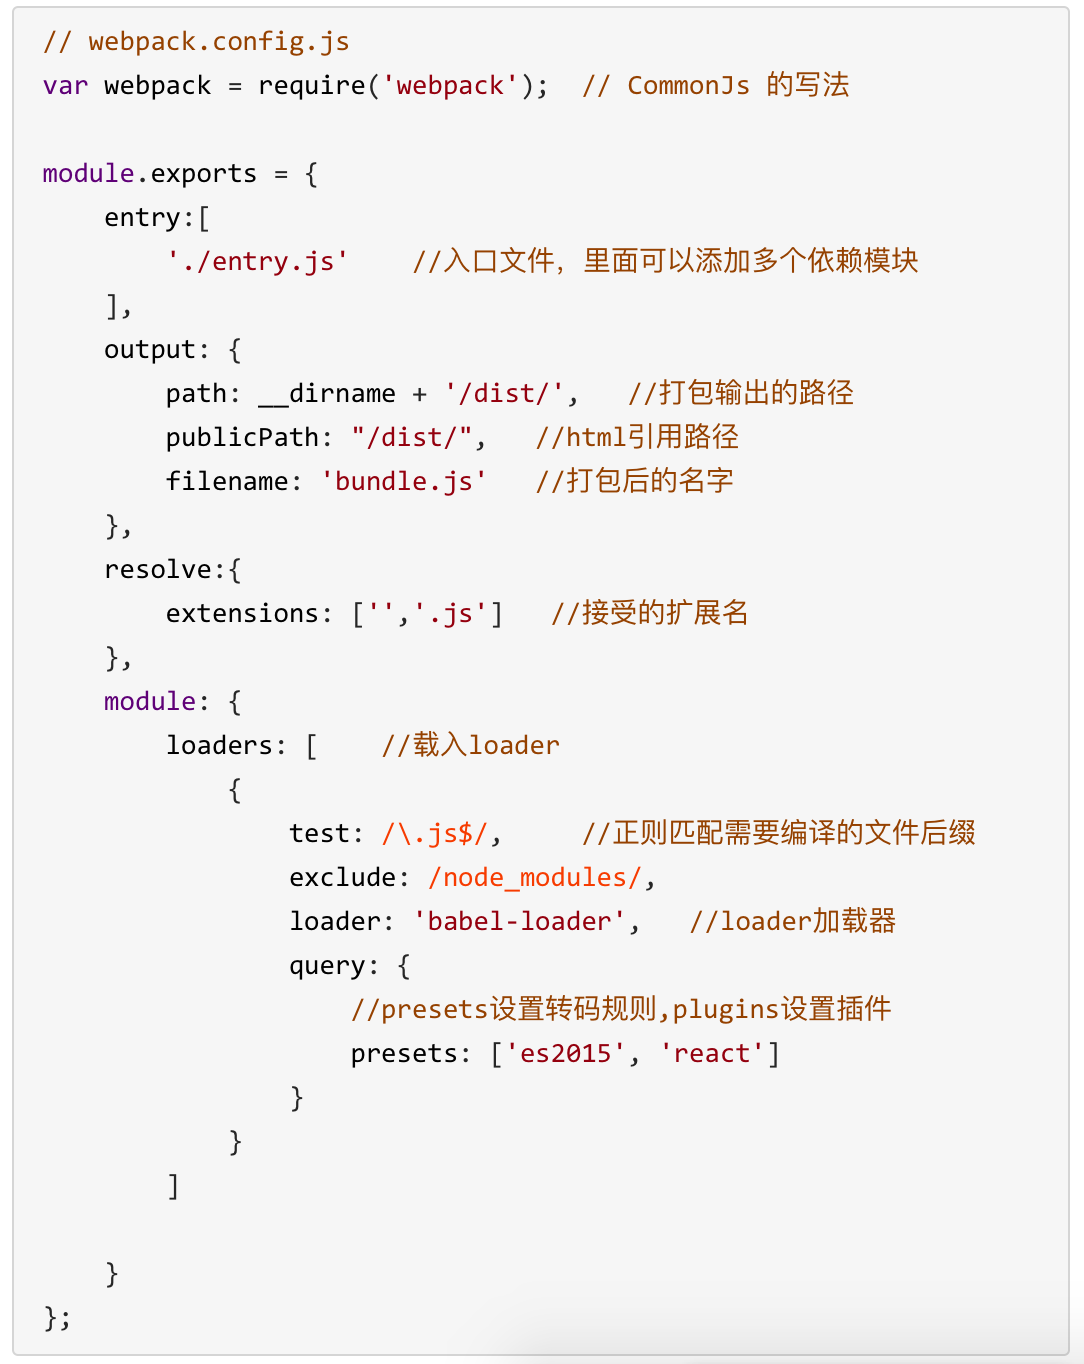 // webpack.config.js
var webpack = require('webpack');  // CommonJs 的写法
module.exports = {
    entry:[
        './entry.js'    //入口文件，里面可以添加多个依赖模块
    ],
    output: {
        path: __dirname + '/dist/',   //打包输出的路径
        publicPath: "/dist/",   //html引用路径
        filename: 'bundle.js'   //打包后的名字
    },
    resolve:{
        extensions: ['','.js']   //接受的扩展名
    },
    module: {
        loaders: [    //载入loader
            {
                test: /\.js$/,     //正则匹配需要编译的文件后缀
                exclude: /node_modules/,
                loader: 'babel-loader',   //loader加载器
                query: {
                    //presets设置转码规则,plugins设置插件
                    presets: ['es2015', 'react']
                }
            }
        ]
    }
};